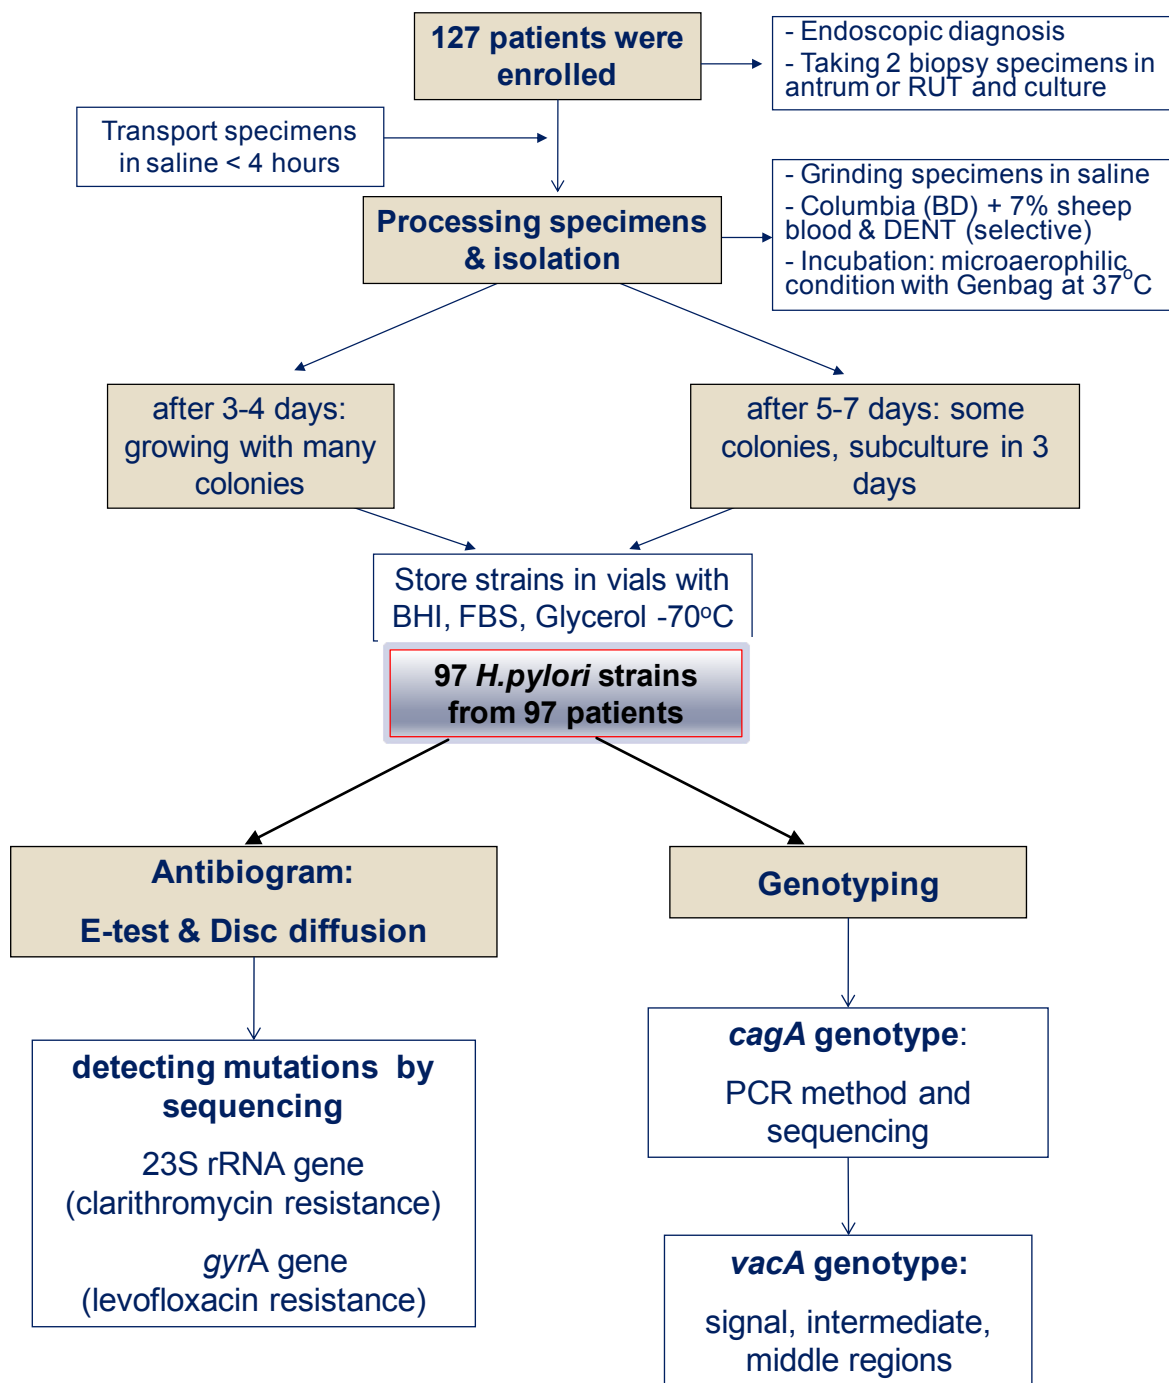 127 patients were
enrolled
- Endoscopic diagnosis
- Taking 2 biopsy specimens in
antrum or RUT and culture
Transport specimens
in saline < 4 hours
Processing specimens
& isolation
- Grinding specimens in saline
- Columbia (BD) + 7% sheep
blood & DENT (selective)
- Incubation: microaerophilic
condition with Genbag at 37°C
after 3-4 days:
growing with many
colonies
after 5-7 days: some
colonies, subculture in 3
days
Store strains in vials with
BHI, FBS, Glycerol -70°C
97 H.pylori strains
from 97 patients
Antibiogram:
E-test & Disc diffusion
Genotyping
detecting mutations by
sequencing
23S rRNA gene
(clarithromycin resistance)
gyrA gene
(levofloxacin resistance)
cagA genotype:
PCR method and
sequencing
vacA genotype:
signal, intermediate,
middle regions